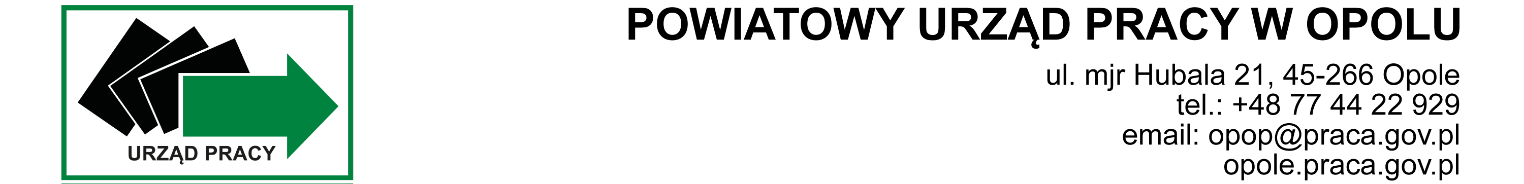 URZĄD PRACY
POWIATOWY URZĄD PRACY W OPOLU
ul. mjr Hubala 21, 45-266 Opole
tel.: +48 77 44 22 929
email: opop@praca.gov.pl
opole.praca.gov.pl